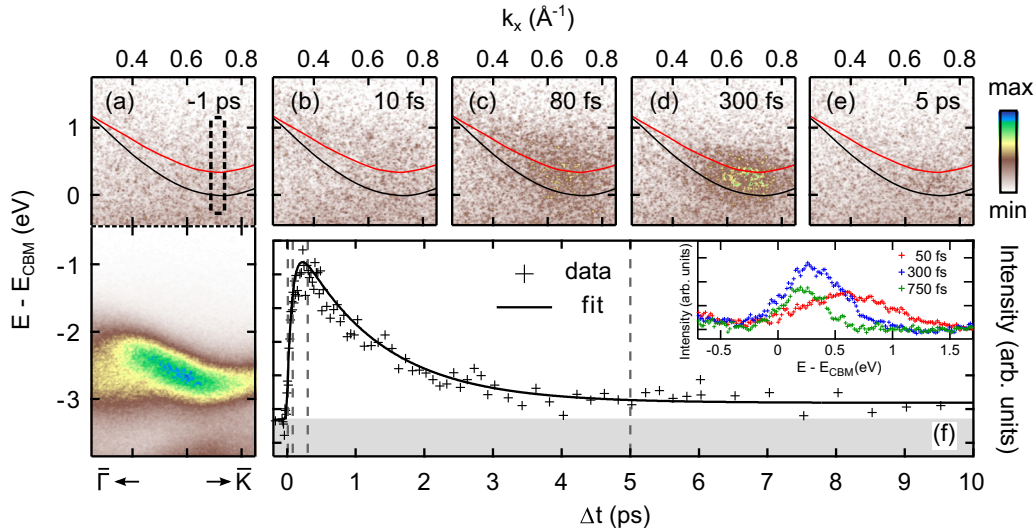 kₓ (Å⁻¹)
0.4 0.6 0.8 0.4 0.6 0.8 0.4 0.6 0.8 0.4 0.6 0.8 0.4 0.6 0.8
(a) -1 ps (b) 10 fs (c) 80 fs (d) 300 fs (e) 5 ps
max
min
1
0
-1
-2
-3
E - E_CBM (eV)
data
fit
50 fs
300 fs
750 fs
Intensity (arb. units)
0 0.5 1 1.5
E - E_CBM(eV)
(f)
Intensity (arb. units)
Γ̅ ← → K̅
0 1 2 3 4 5 6 7 8 9 10
Δt (ps)